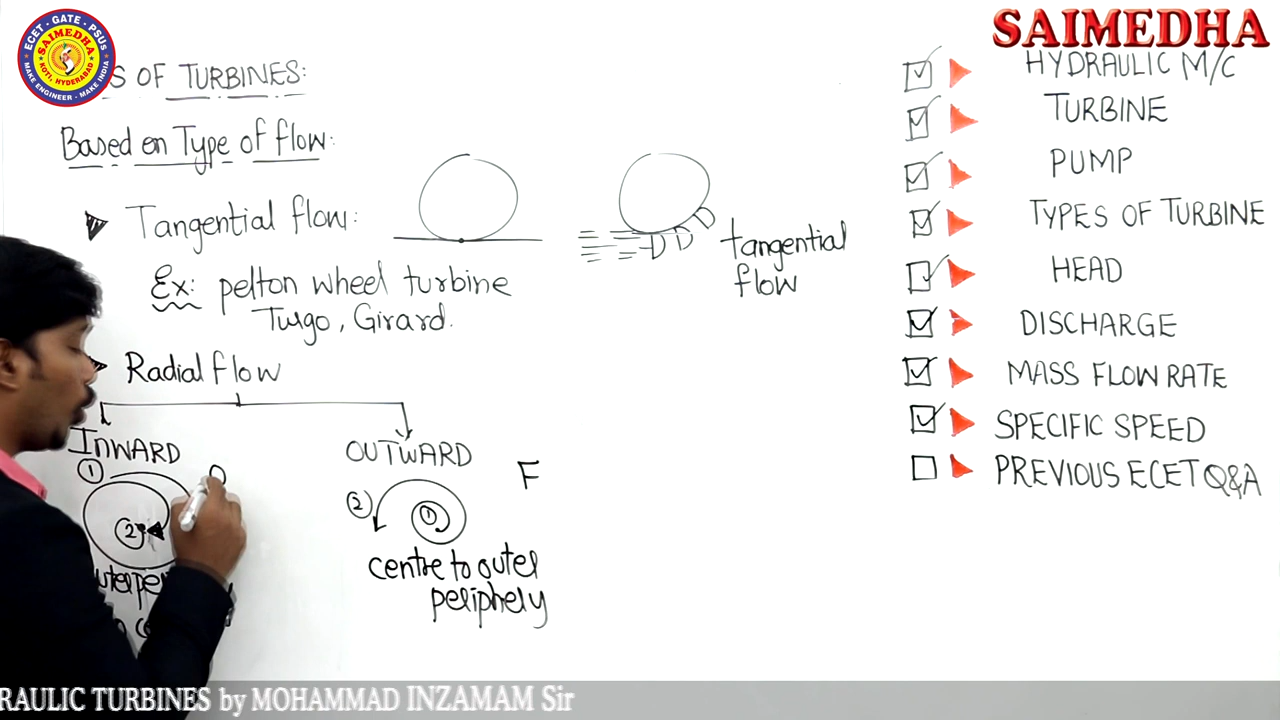 ECET - GATE - PSUs
SAIMEDHA
KOTI, HYDERABAD
MAKE ENGINEER - MAKE INDIA
S OF TURBINES:
Based on Type of flow:
Tangential flow:
Ex: pelton wheel turbine
Turgo, Girard.
tangential
flow
Radial flow
INWARD
1
2
OUTWARD
2
1
F
centre to outer
periphery
SAIMEDHA
HYDRAULIC M/C
TURBINE
PUMP
TYPES OF TURBINE
HEAD
DISCHARGE
MASS FLOW RATE
SPECIFIC SPEED
PREVIOUS ECET Q&A
RAULIC TURBINES by MOHAMMAD INZAMAM Sir